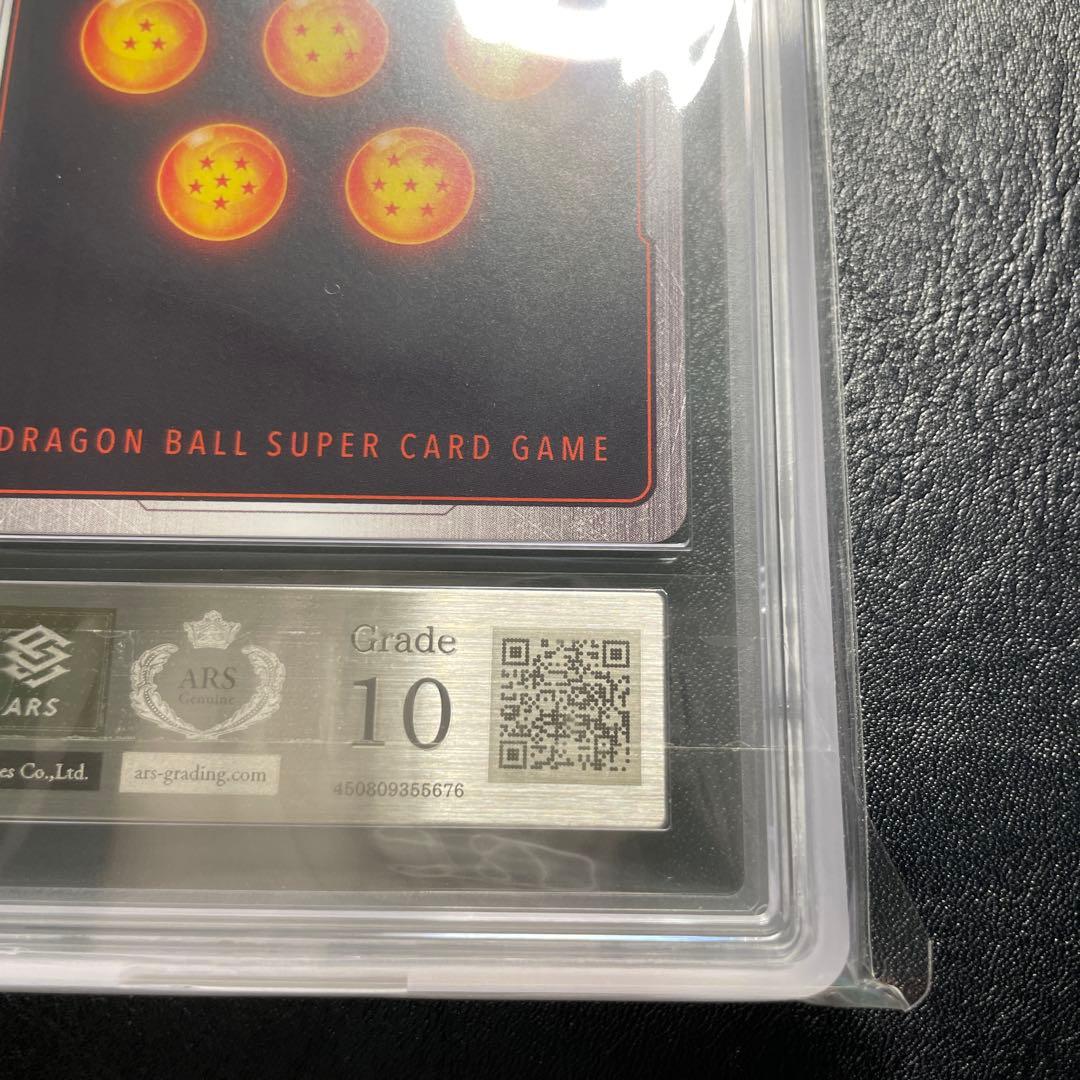 DRAGON BALL SUPER CARD GAME
ARS
ARS
Genuine
Grade
10
es Co.,Ltd.
ars-grading.com
450809355676